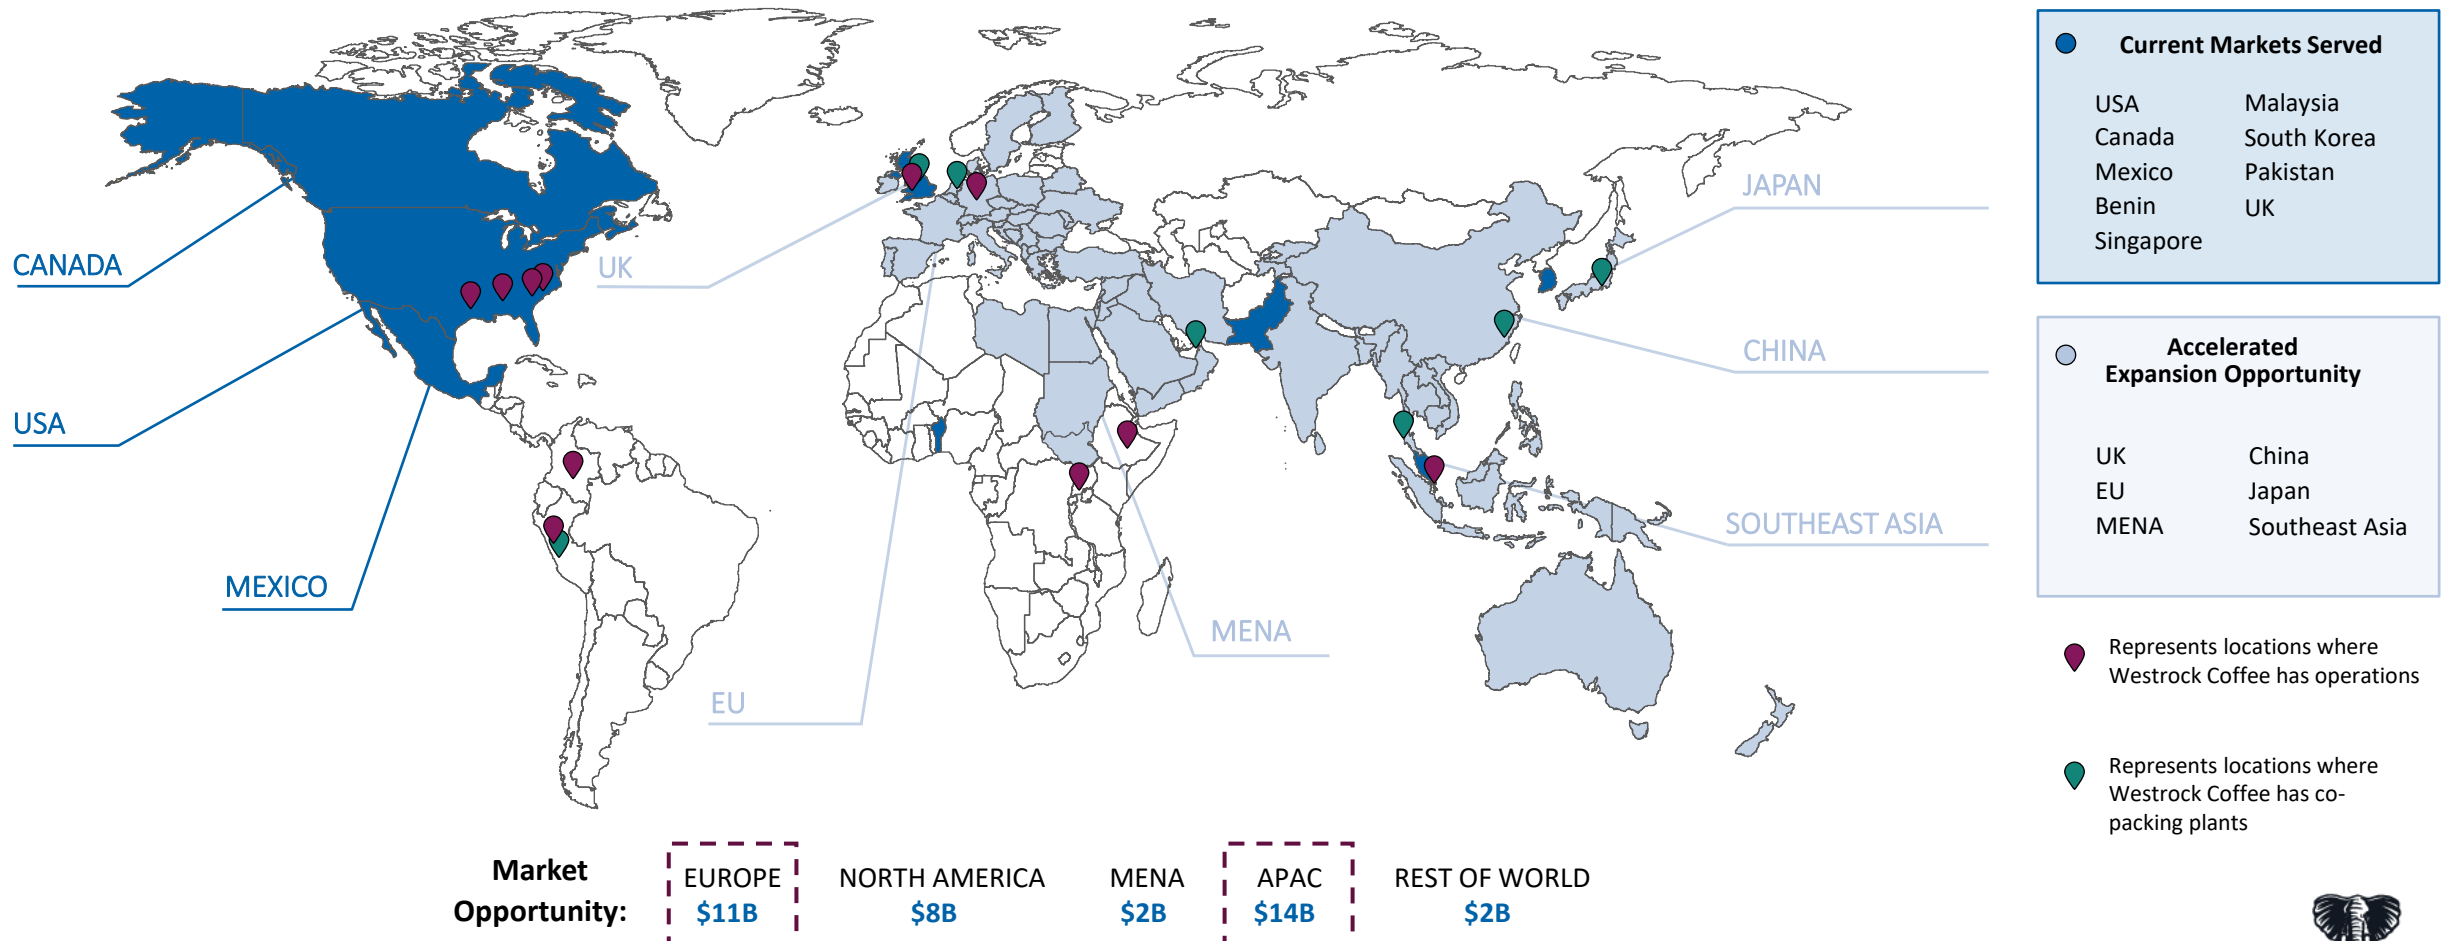 CANADA
USA
MEXICO
UK
EU
MENA
JAPAN
CHINA
SOUTHEAST ASIA
Current Markets Served
USA
Canada
Mexico
Benin
Singapore
Malaysia
South Korea
Pakistan
UK
Accelerated
Expansion Opportunity
UK
EU
MENA
China
Japan
Southeast Asia
Represents locations where
Westrock Coffee has operations
Represents locations where
Westrock Coffee has co-
packing plants
Market
Opportunity:
EUROPE
$11B
NORTH AMERICA
$8B
MENA
$2B
APAC
$14B
REST OF WORLD
$2B